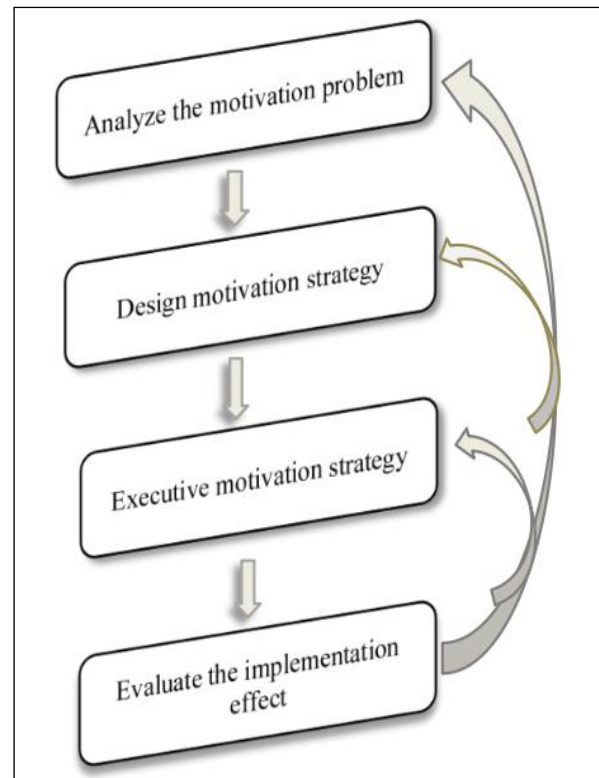 Analyze the motivation problem
Design motivation strategy
Executive motivation strategy
Evaluate the implementation
effect